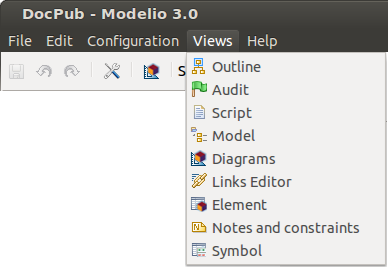 DocPub - Modelio 3.0
File Edit Configuration Views Help
S
Outline
Audit
Script
Model
Diagrams
Links Editor
Element
Notes and constraints
Symbol